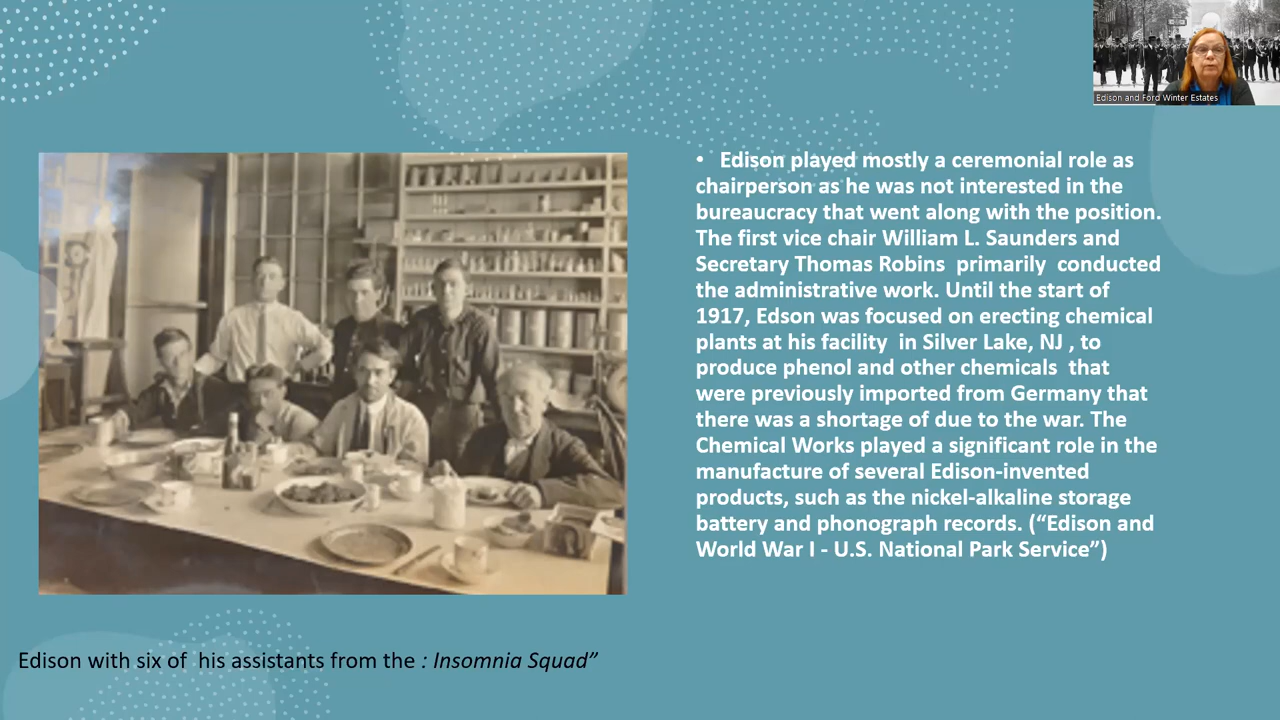 Edison and Ford Winter Estates
• Edison played mostly a ceremonial role as
chairperson as he was not interested in the
bureaucracy that went along with the position.
The first vice chair William L. Saunders and
Secretary Thomas Robins  primarily  conducted
the administrative work. Until the start of
1917, Edson was focused on erecting chemical
plants at his facility  in Silver Lake, NJ , to
produce phenol and other chemicals  that
were previously imported from Germany that
there was a shortage of due to the war. The
Chemical Works played a significant role in the
manufacture of several Edison-invented
products, such as the nickel-alkaline storage
battery and phonograph records. (“Edison and
World War I - U.S. National Park Service”)
Edison with six of  his assistants from the : Insomnia Squad”